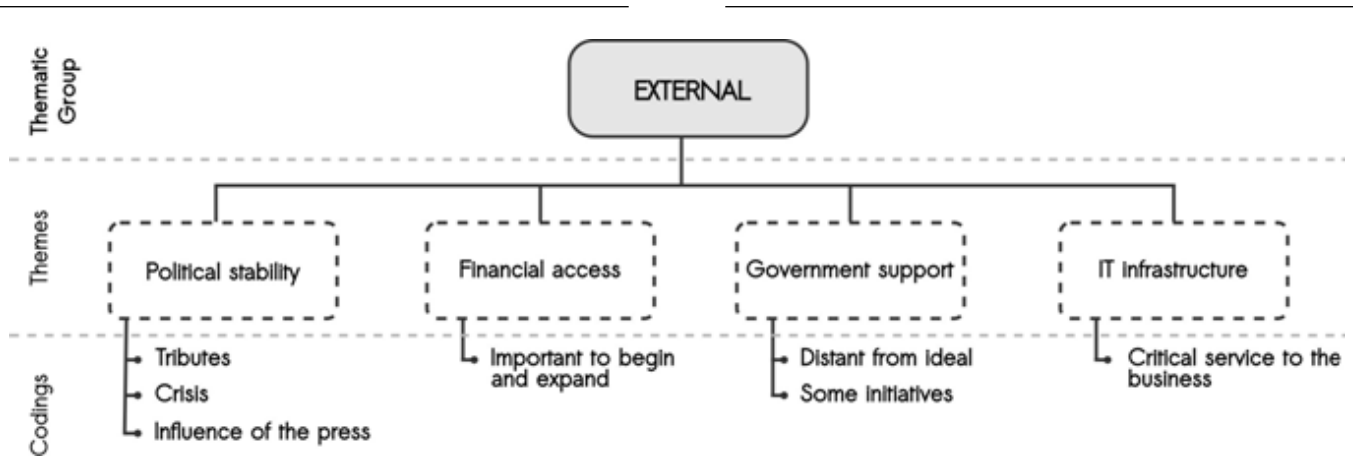 Thematic
Group
EXTERNAL
Themes
Political stability
Financial access
Government support
IT infrastructure
Codings
Tributes
Crisis
Influence of the press
Important to begin
and expand
Distant from ideal
Some initiatives
Critical service to the
business